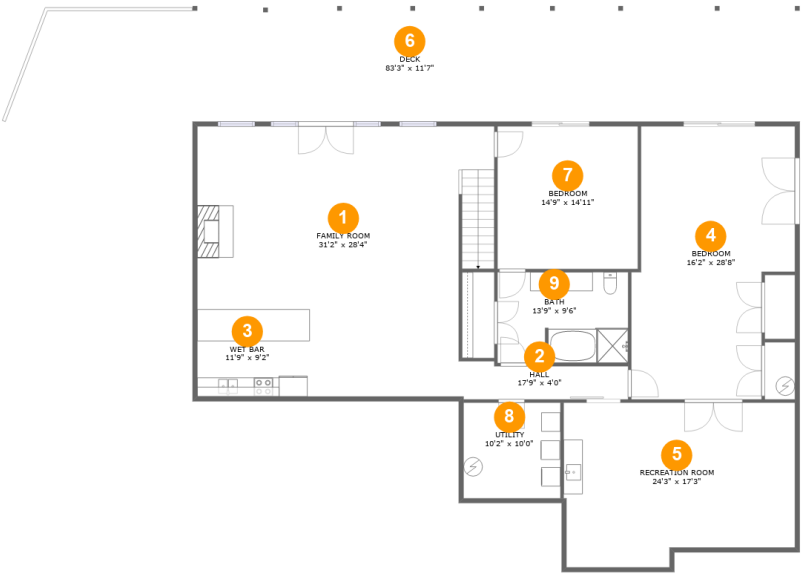 6
DECK
83'3" x 11'7"
7
BEDROOM
14'9" x 14'11"
1
FAMILY ROOM
31'2" x 28'4"
4
BEDROOM
16'2" x 28'8"
9
BATH
13'9" x 9'6"
3
WET BAR
11'9" x 9'2"
2
HALL
17'9" x 4'0"
8
UTILITY
10'2" x 10'0"
5
RECREATION ROOM
24'3" x 17'3"